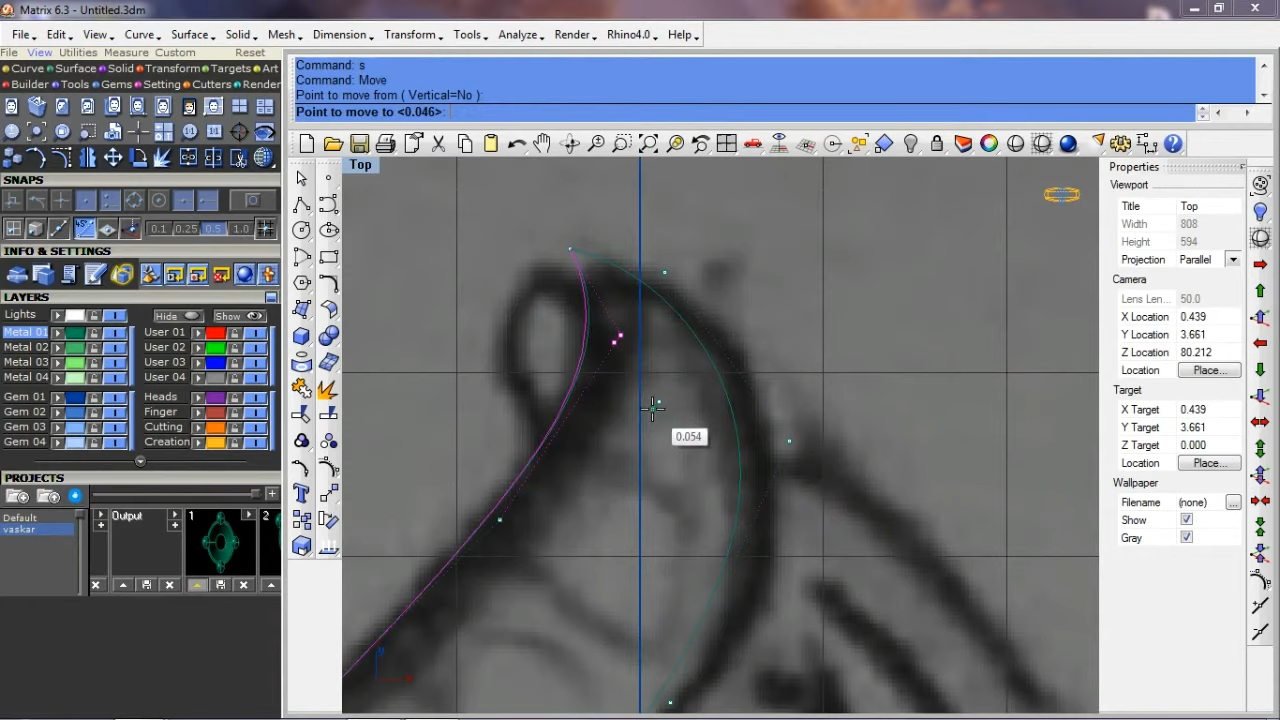 Matrix 6.3 - Untitled.3dm
File Edit View Curve Surface Solid Mesh Dimension Transform Tools Analyze Render Rhino4.0 Help
File View Utilities Measure Custom Reset
Curve Surface Solid Transform Targets Art
Builder Tools Gems Setting Cutters Render
Command: s
Command: Move
Point to move from ( Vertical=No ):
Point to move to <0.046>:
Top
SNAPS
45°
0.1 0.25 0.5 1.0
INFO & SETTINGS
LAYERS
Lights Hide Show
Metal 01 User 01
Metal 02 User 02
Metal 03 User 03
Metal 04 User 04
Gem 01 Heads
Gem 02 Finger
Gem 03 Cutting
Gem 04 Creation
PROJECTS
Default
vaskar
Output 1 2
0.054
Properties
Viewport
Title Top
Width 808
Height 594
Projection Parallel
Camera
Lens Len... 50.0
X Location 0.439
Y Location 3.661
Z Location 80.212
Location Place...
Target
X Target 0.439
Y Target 3.661
Z Target 0.000
Location Place...
Wallpaper
Filename (none) ...
Show
Gray